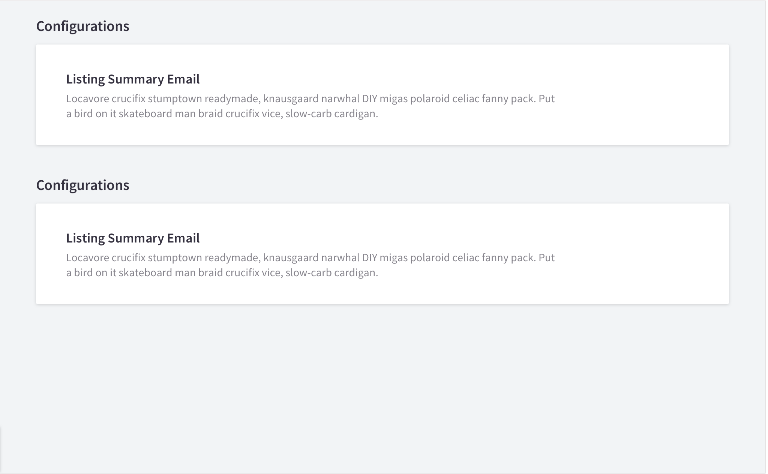 Configurations
Listing Summary Email
Locavore crucifix stumptown readymade, knausgaard narwhal DIY migas polaroid celiac fanny pack. Put
a bird on it skateboard man braid crucifix vice, slow-carb cardigan.
Configurations
Listing Summary Email
Locavore crucifix stumptown readymade, knausgaard narwhal DIY migas polaroid celiac fanny pack. Put
a bird on it skateboard man braid crucifix vice, slow-carb cardigan.